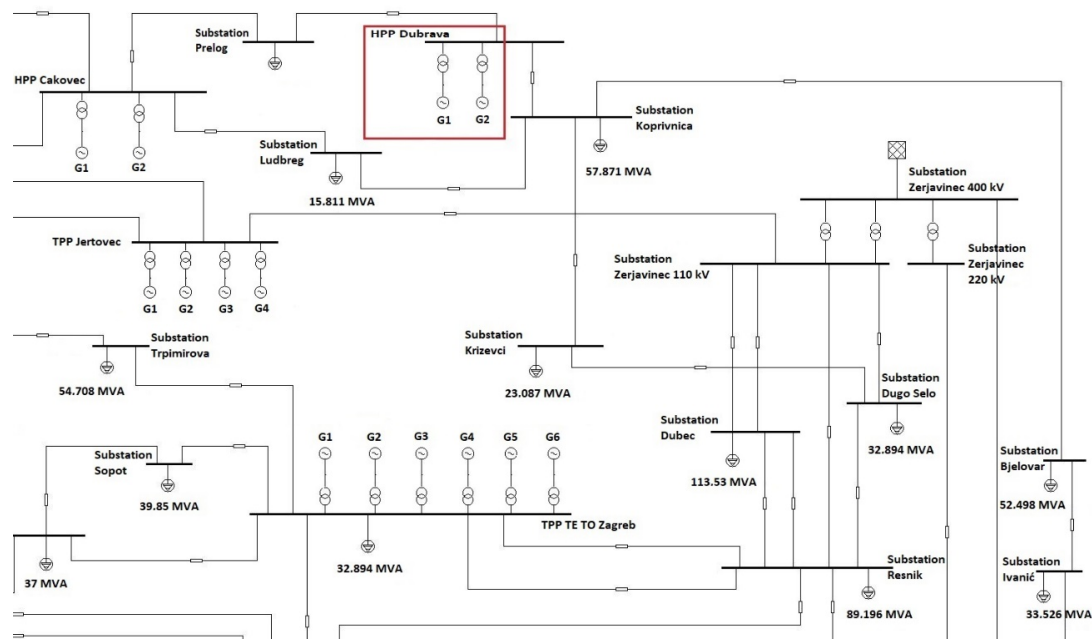 Substation
Prelog
HPP Dubrava
G1
G2
HPP Cakovec
G1
G2
Substation
Ludbreg
15.811 MVA
Substation
Koprivnica
57.871 MVA
Substation
Zerjavinec 400 kV
TPP Jertovec
G1
G2
G3
G4
Substation
Zerjavinec 110 kV
Substation
Zerjavinec
220 kV
Substation
Trpimirova
54.708 MVA
Substation
Krizevci
23.087 MVA
Substation
Dugo Selo
32.894 MVA
Substation
Dubec
113.53 MVA
Substation
Sopot
39.85 MVA
G1
G2
G3
G4
G5
G6
TPP TE TO Zagreb
32.894 MVA
37 MVA
Substation
Bjelovar
52.498 MVA
Substation
Resnik
89.196 MVA
Substation
Ivanić
33.526 MVA